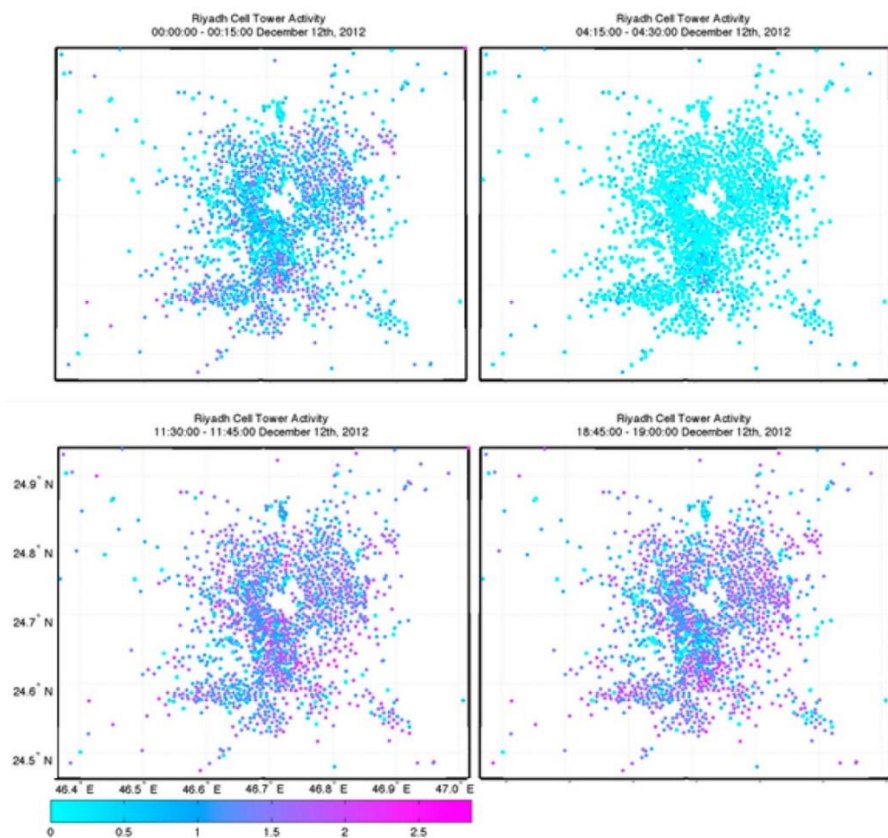 Riyadh Cell Tower Activity
00:00:00 - 00:15:00 December 12th, 2012
Riyadh Cell Tower Activity
04:15:00 - 04:30:00 December 12th, 2012
Riyadh Cell Tower Activity
11:30:00 - 11:45:00 December 12th, 2012
Riyadh Cell Tower Activity
18:45:00 - 19:00:00 December 12th, 2012
24.9° N
24.8° N
24.7° N
24.6° N
24.5° N
46.4° E 46.5° E 46.6° E 46.7° E 46.8° E 46.9° E 47.0° E
0 0.5 1 1.5 2 2.5